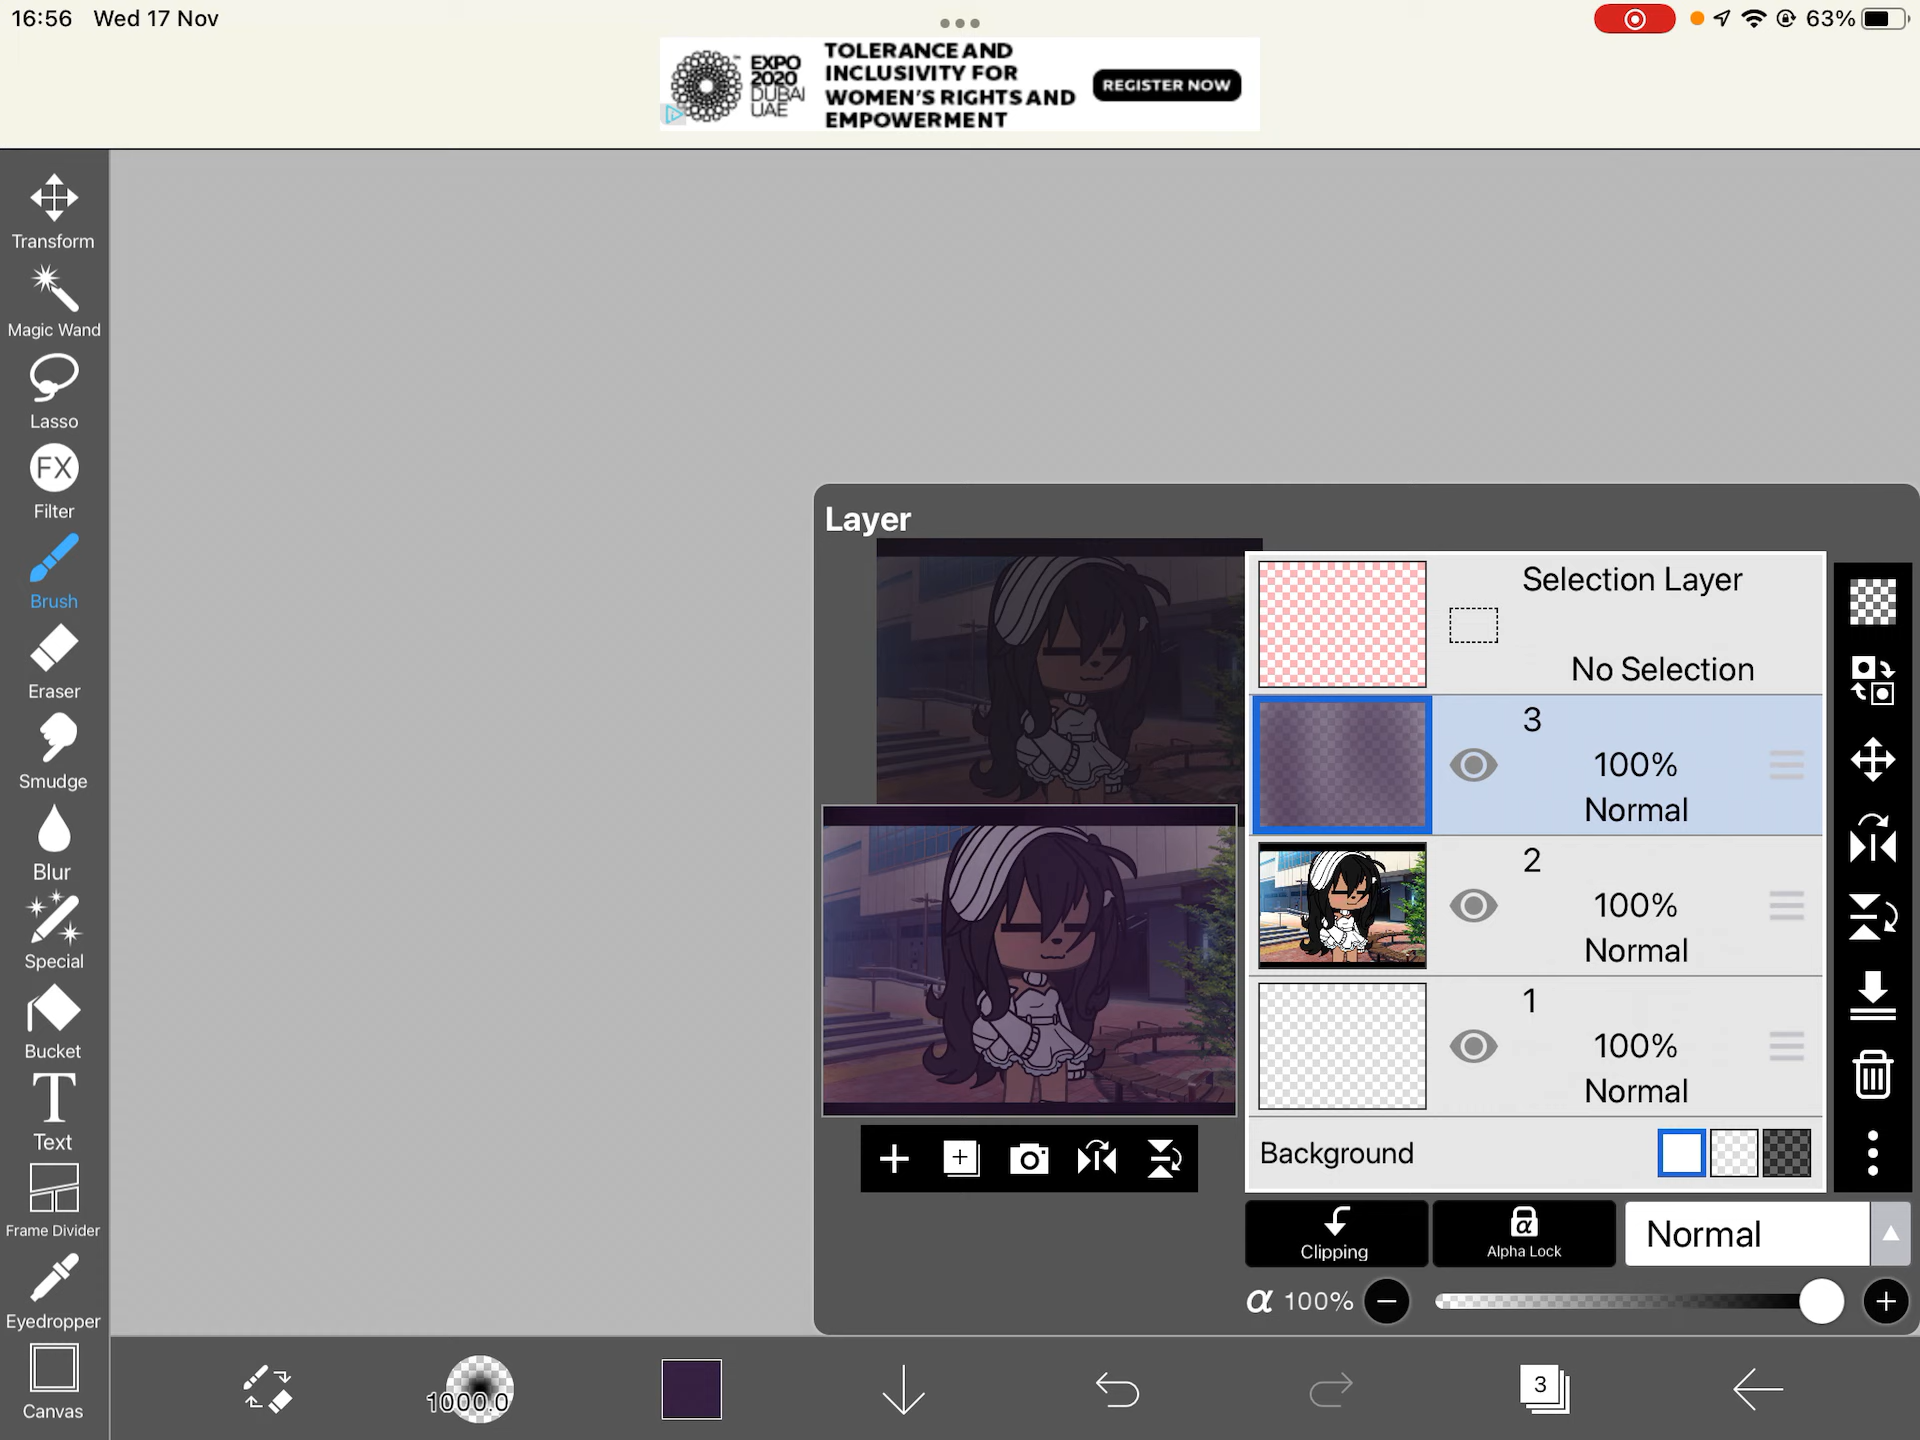 16:56 Wed 17 Nov
63%
EXPO
2020
DUBAI
UAE
TOLERANCE AND
INCLUSIVITY FOR
WOMEN'S RIGHTS AND
EMPOWERMENT
REGISTER NOW
Transform
Magic Wand
Lasso
FX
Filter
Brush
Eraser
Smudge
Blur
Special
Bucket
T
Text
Frame Divider
Eyedropper
Canvas
Layer
Selection Layer
No Selection
3
100%
Normal
2
100%
Normal
1
100%
Normal
Background
Clipping
α
Alpha Lock
Normal
α 100%
1000.0
3